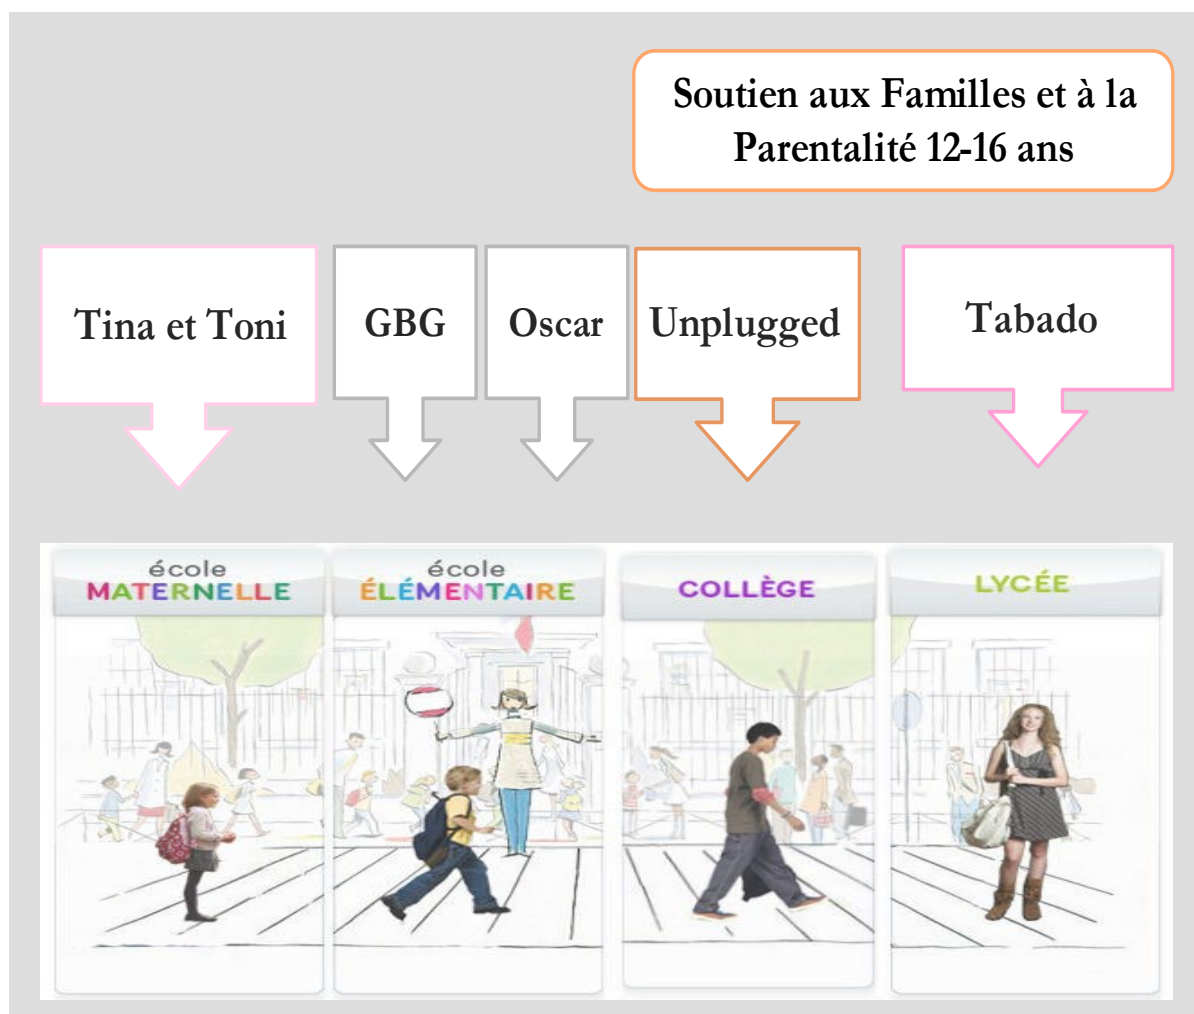 Soutien aux Familles et à la
Parentalité 12-16 ans
Tina et Toni
GBG
Oscar
Unplugged
Tabado
école
MATERNELLE
école
ÉLÉMENTAIRE
COLLÈGE
LYCÉE